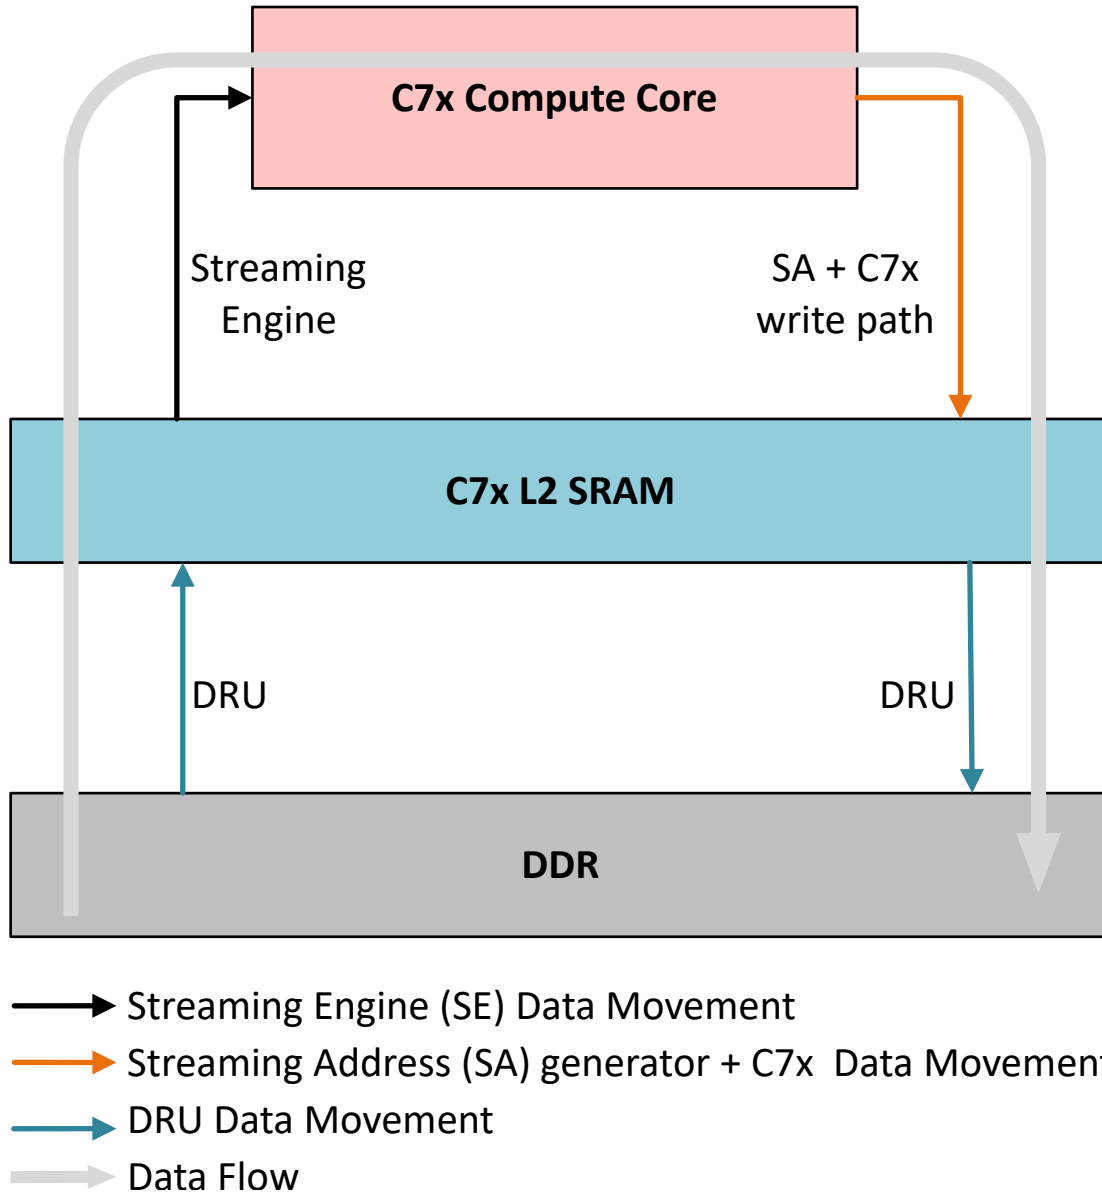 C7x Compute Core
Streaming
Engine
SA + C7x
write path
C7x L2 SRAM
DRU
DRU
DDR
Streaming Engine (SE) Data Movement
Streaming Address (SA) generator + C7x  Data Movement
DRU Data Movement
Data Flow